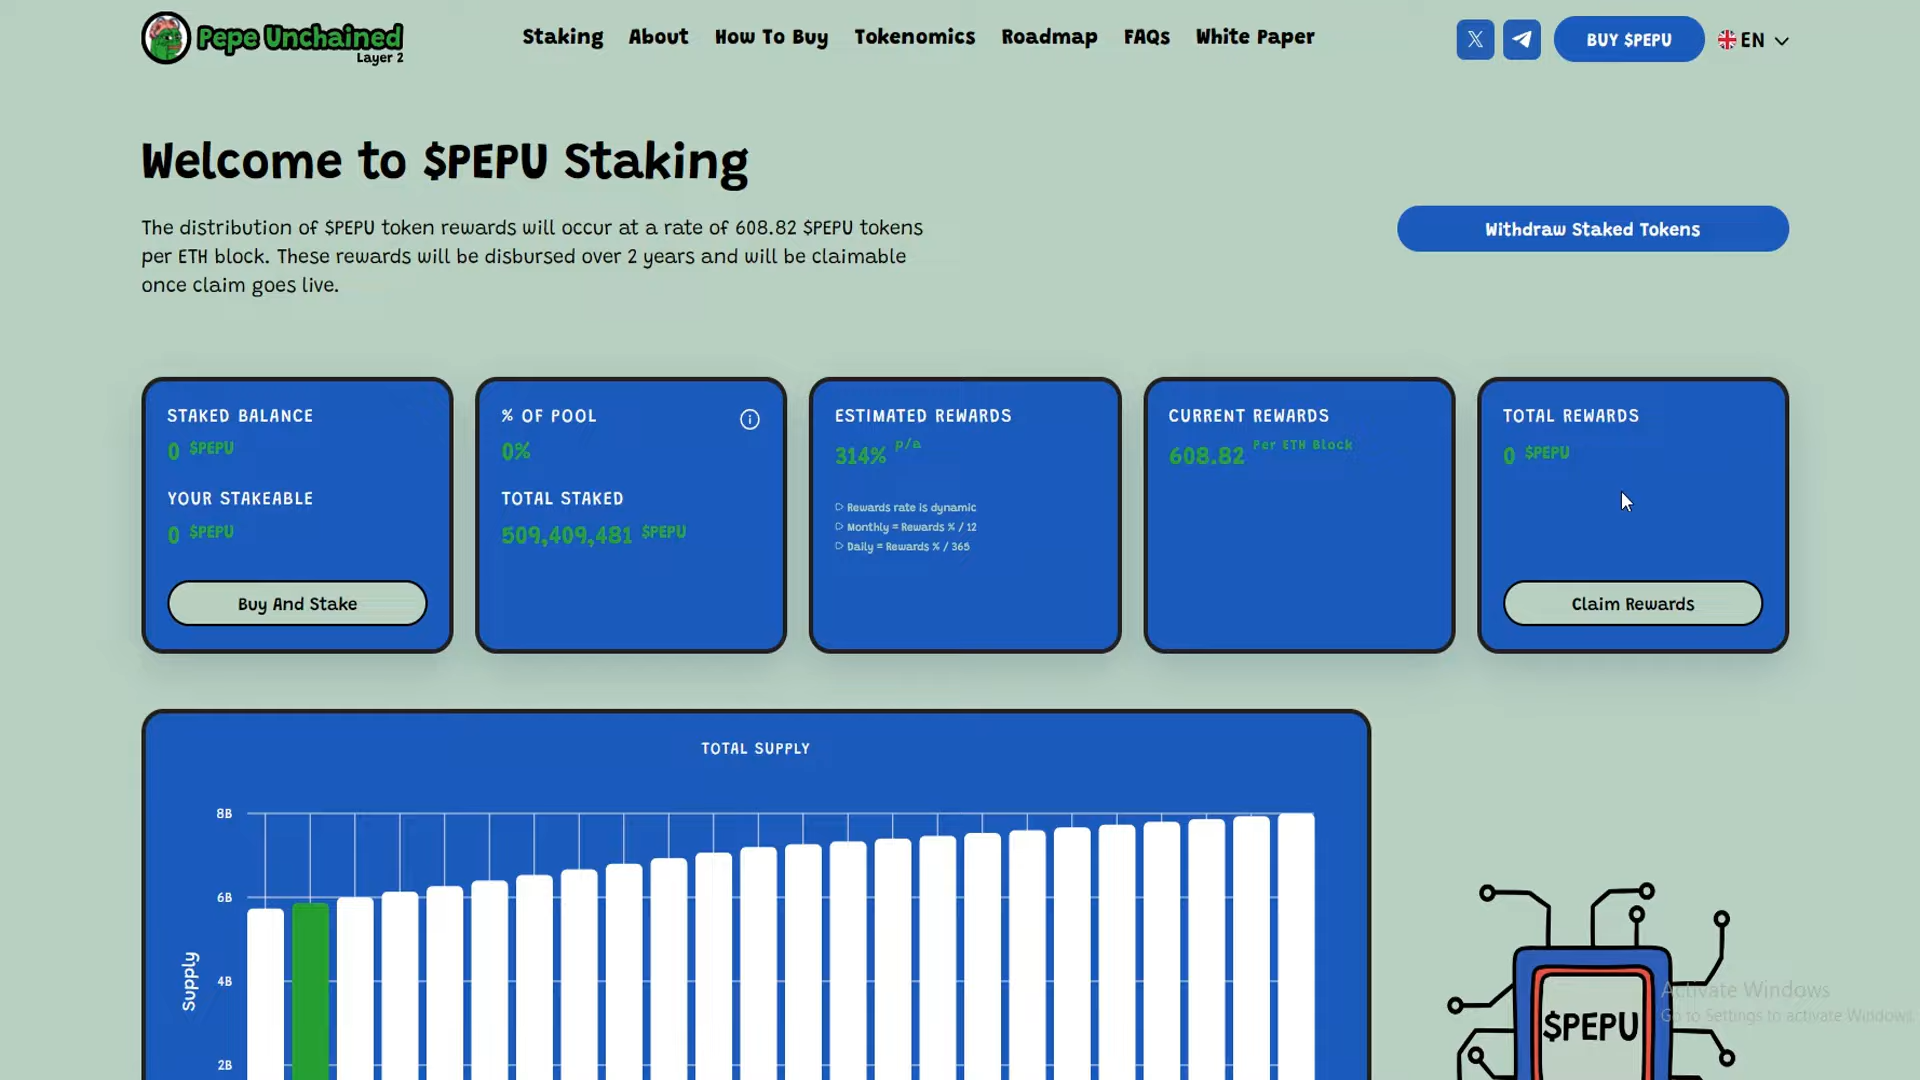 Pepe Unchained
Layer 2
Staking
About
How To Buy
Tokenomics
Roadmap
FAQs
White Paper
BUY $PEPU
EN
Welcome to $PEPU Staking
The distribution of $PEPU token rewards will occur at a rate of 608.82 $PEPU tokens
per ETH block. These rewards will be disbursed over 2 years and will be claimable
once claim goes live.
Withdraw Staked Tokens
STAKED BALANCE
0 $PEPU
YOUR STAKEABLE
0 $PEPU
Buy And Stake
% OF POOL
0%
TOTAL STAKED
509,409,481 $PEPU
ESTIMATED REWARDS
314% p/a
Rewards rate is dynamic
Monthly = Rewards % / 12
Daily = Rewards % / 365
CURRENT REWARDS
608.82 Per ETH Block
TOTAL REWARDS
0 $PEPU
Claim Rewards
TOTAL SUPPLY
8B
6B
4B
2B
Supply
$PEPU
Activate Windows
Go to Settings to activate Windows.